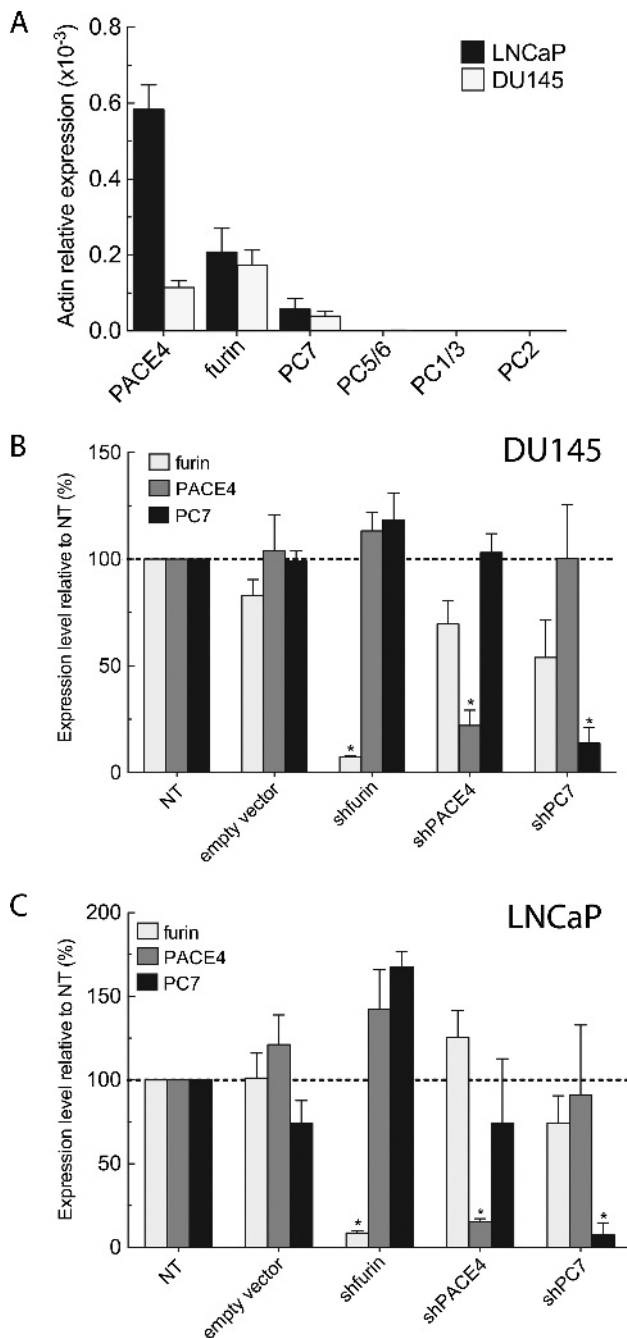 A
Actin relative expression (x10-3)
0.8
0.6
0.4
0.2
0.0
LNCaP
DU145
PACE4
furin
PC7
PC5/6
PC1/3
PC2
B
DU145
Expression level relative to NT (%)
150
100
50
0
furin
PACE4
PC7
*
*
*
NT
empty vector
shfurin
shPACE4
shPC7
C
LNCaP
Expression level relative to NT (%)
200
150
100
50
0
furin
PACE4
PC7
*
*
*
NT
empty vector
shfurin
shPACE4
shPC7